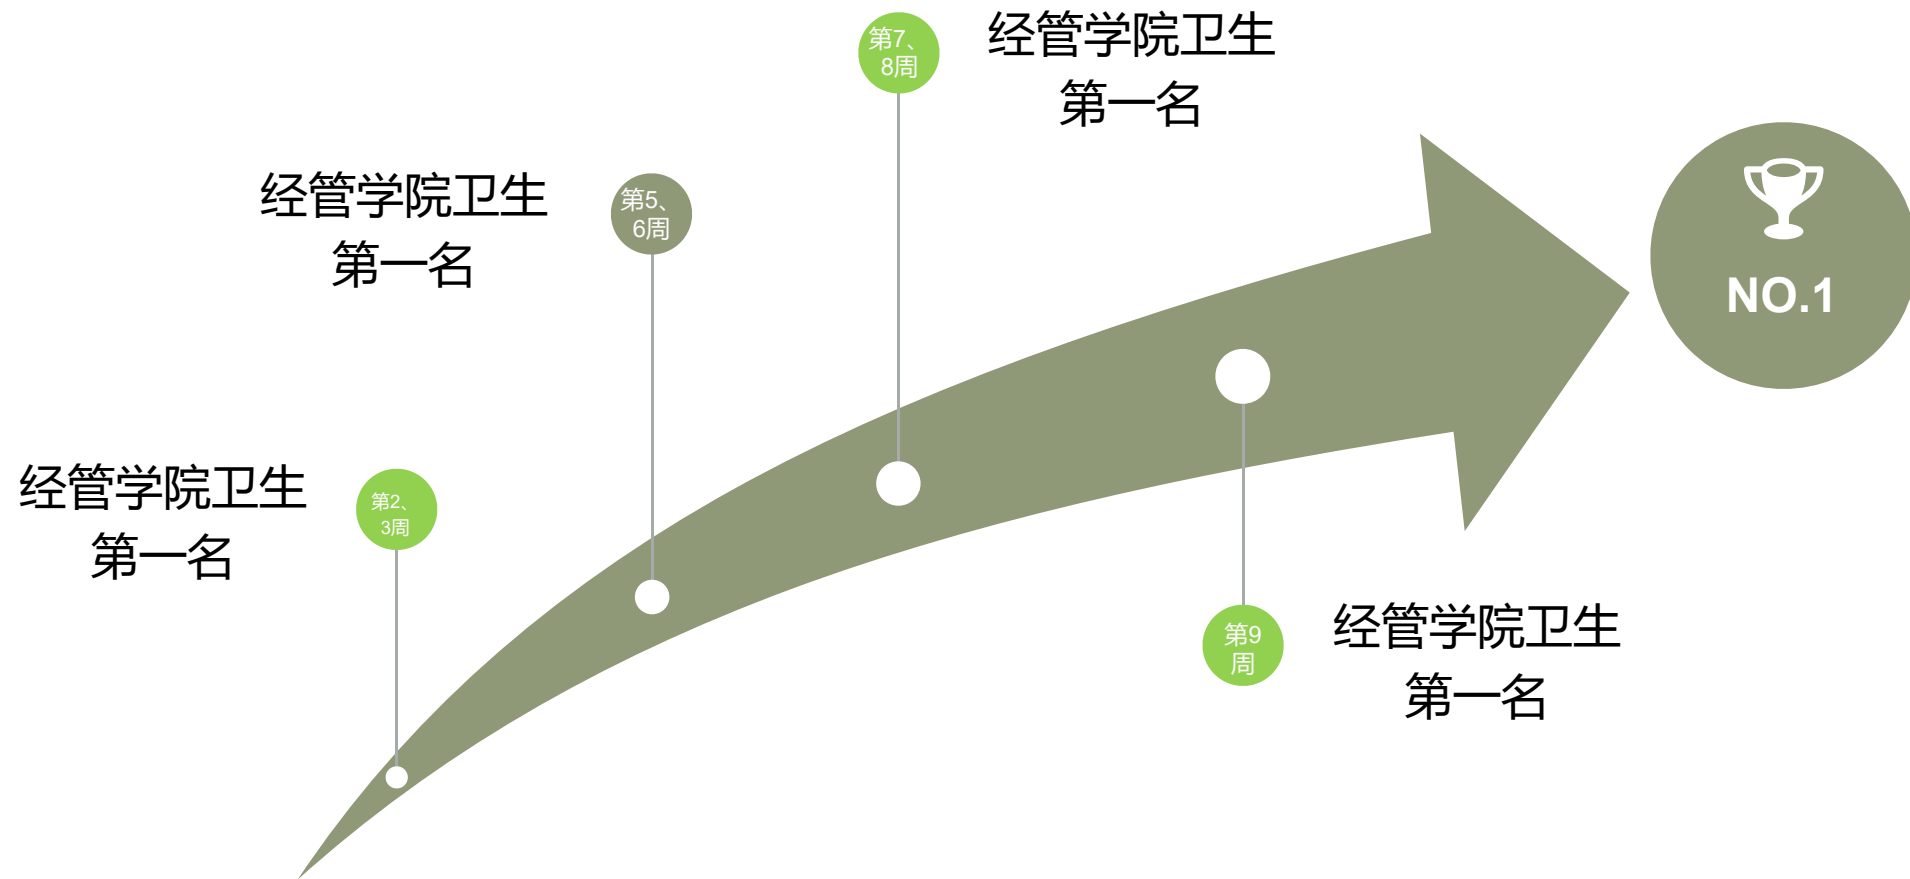 第7、
8周
经管学院卫生
第一名
第5、
6周
经管学院卫生
第一名
NO.1
第2、
3周
经管学院卫生
第一名
第9
周
经管学院卫生
第一名